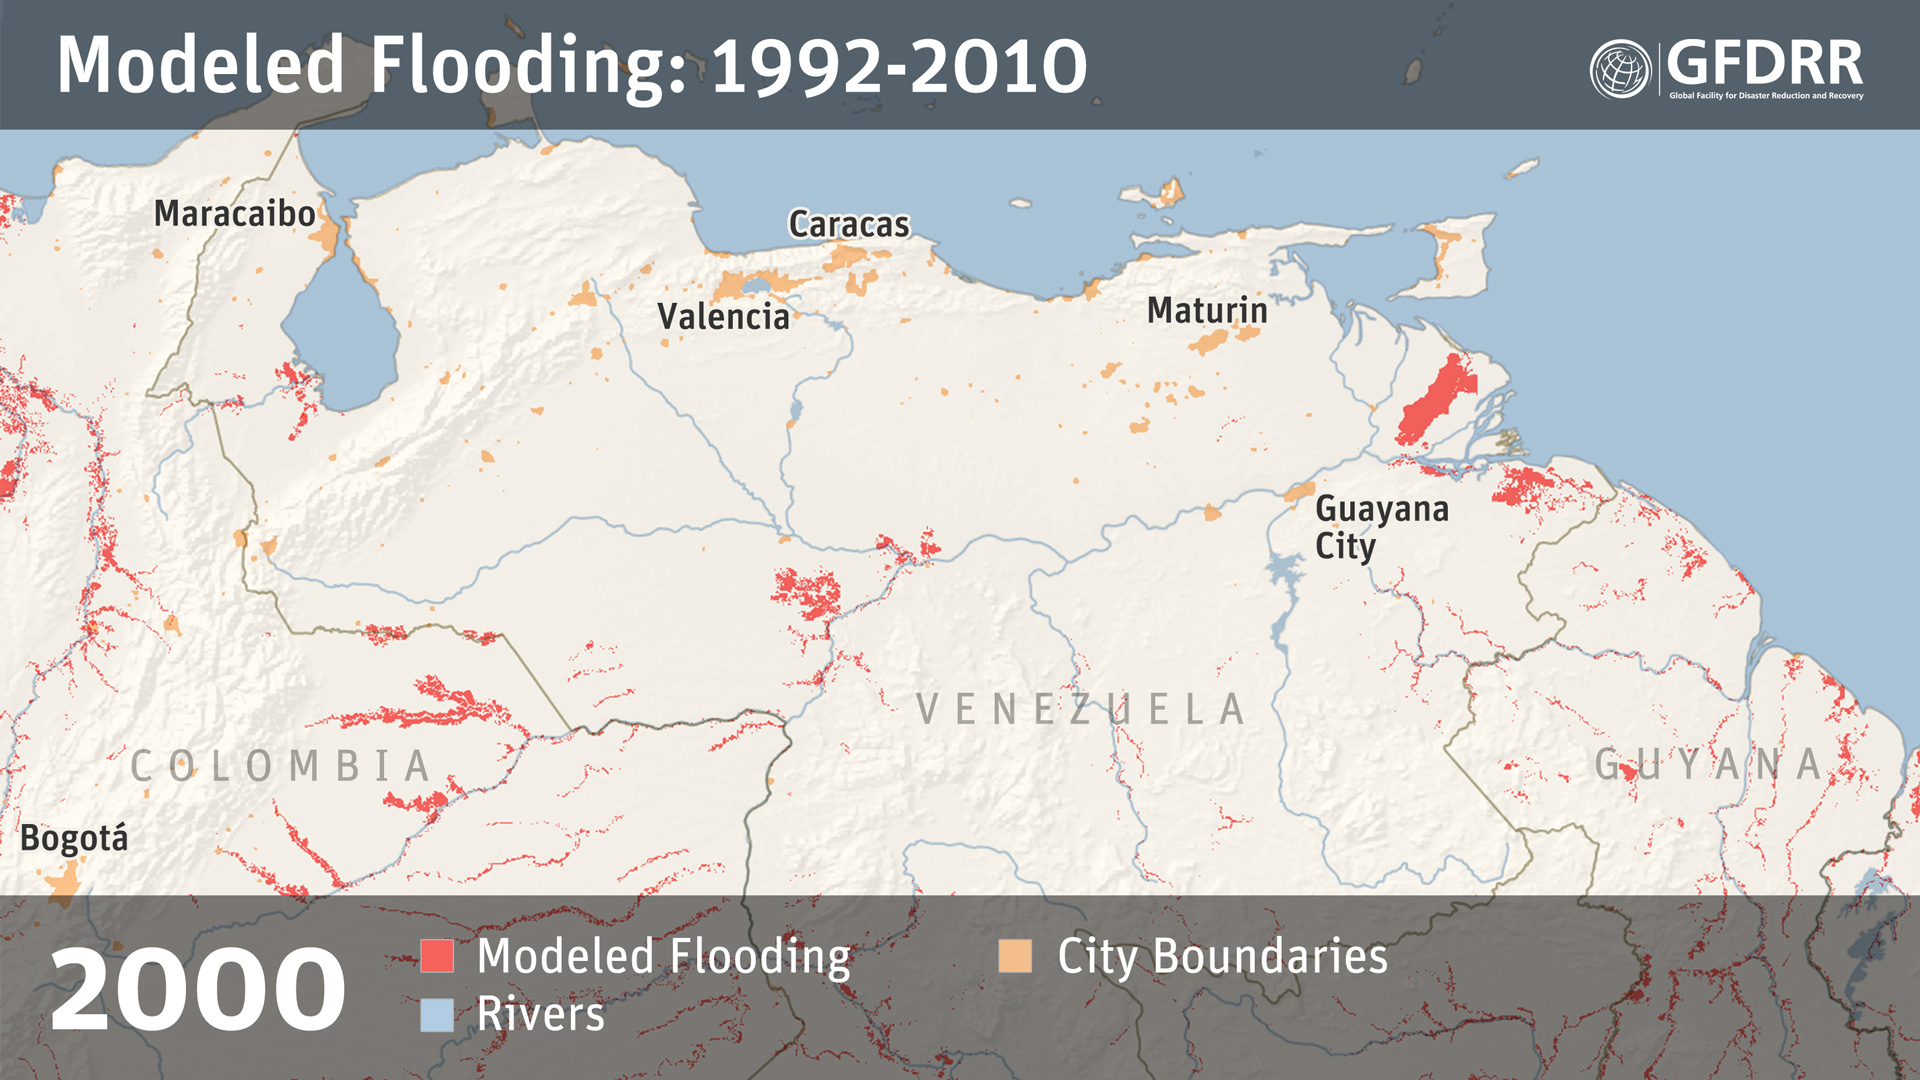 Modeled Flooding: 1992-2010
GFDRR
Global Facility for Disaster Reduction and Recovery
Maracaibo
Caracas
Valencia
Maturin
Guayana
City
VENEZUELA
COLOMBIA
GUYANA
Bogotá
2000
Modeled Flooding
City Boundaries
Rivers